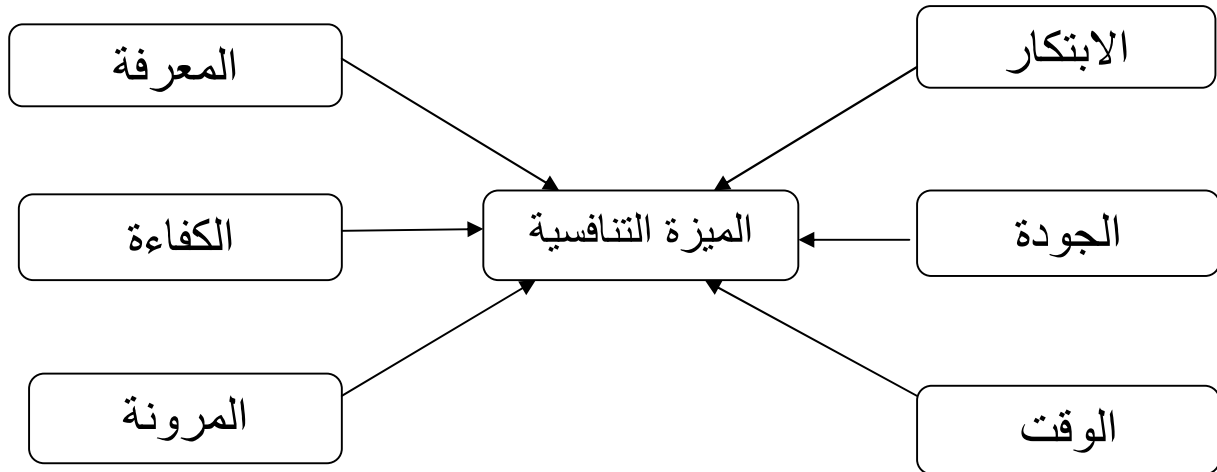 الابتكار
المعرفة
الميزة التنافسية
الجودة
الكفاءة
الوقت
المرونة